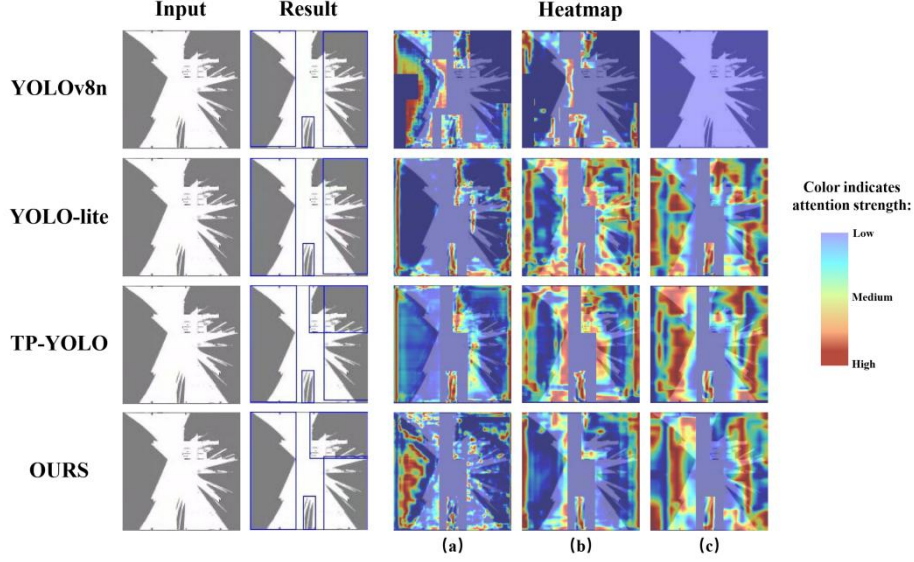 Input Result Heatmap
YOLOv8n
YOLO-lite
TP-YOLO
OURS
(a) (b) (c)
Color indicates
attention strength:
Low
Medium
High